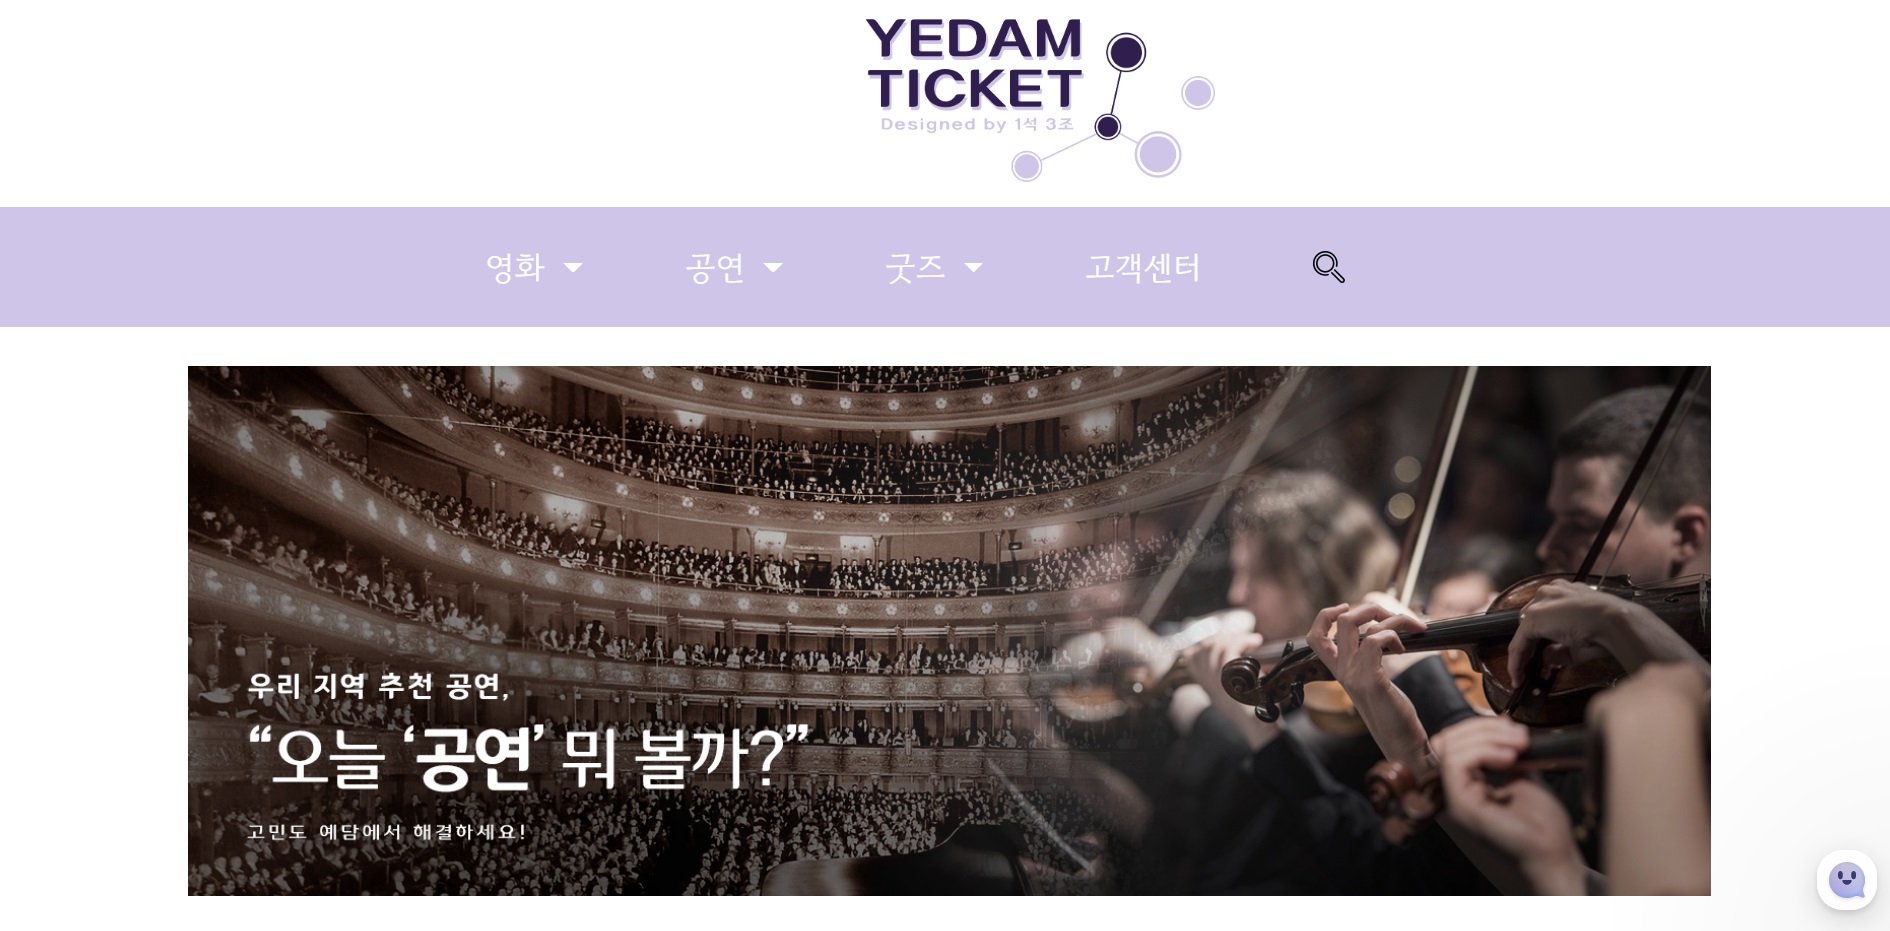 YEDAM
TICKET
Designed by 1석 3조
영화 공연 굿즈 고객센터
우리 지역 추천 공연,
“오늘 ‘공연’ 뭐 볼까?”
고민도 예담에서 해결하세요!